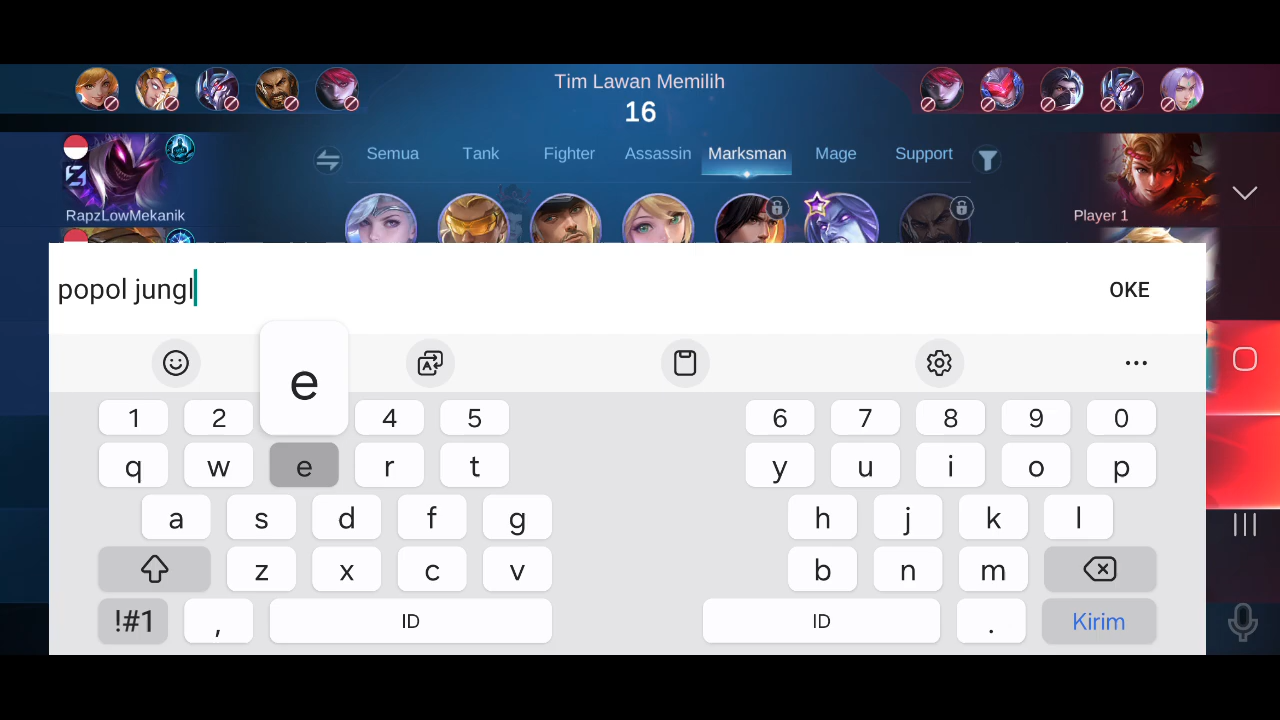 Tim Lawan Memilih
16
Semua Tank Fighter Assassin Marksman Mage Support
RapzLowMekanik
Player 1
popol jungl
OKE
e
1 2 4 5 6 7 8 9 0
q w e r t y u i o p
a s d f g h j k l
z x c v b n m
!#1 , ID ID . Kirim